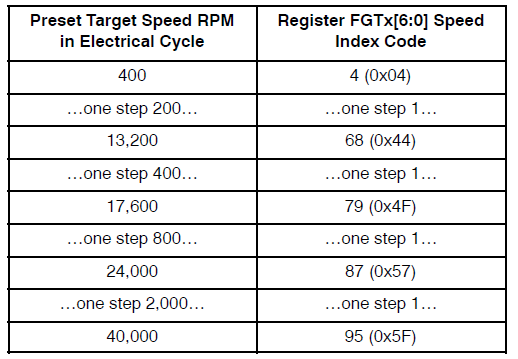 Preset Target Speed RPM
in Electrical Cycle
Register FGTx[6:0] Speed
Index Code
400
4 (0x04)
…one step 200…
…one step 1…
13,200
68 (0x44)
…one step 400…
…one step 1…
17,600
79 (0x4F)
…one step 800…
…one step 1…
24,000
87 (0x57)
…one step 2,000…
…one step 1…
40,000
95 (0x5F)